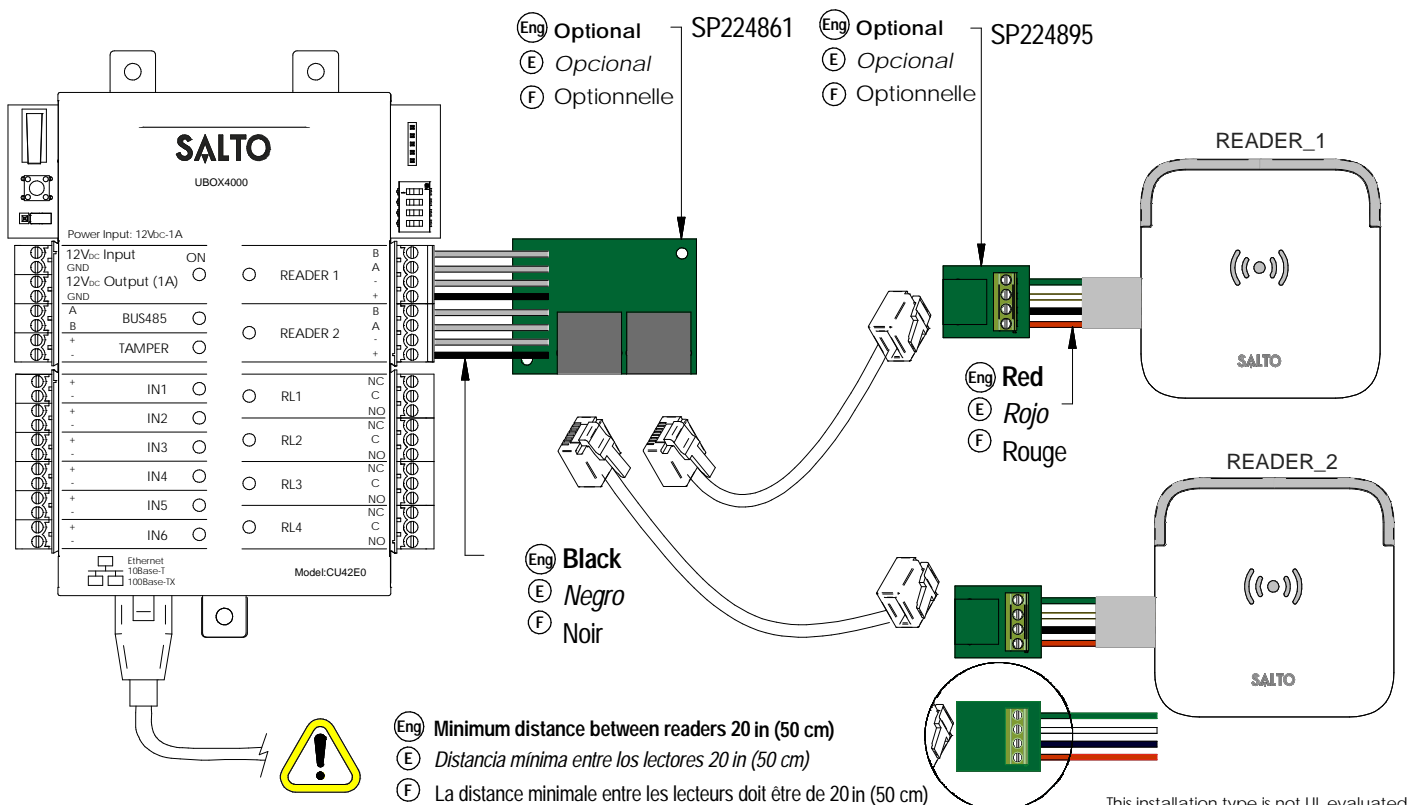 Eng Optional
E Opcional
F Optionnelle
SP224861
Eng Optional
E Opcional
F Optionnelle
SP224895
READER_1
SALTO
UBOX4000
Power Input: 12VDC-1A
12VDC Input
ON
GND
12VDC Output (1A)
GND
A
BUS485
B
+
TAMPER
-
+
IN1
-
+
IN2
-
+
IN3
-
+
IN4
-
+
IN5
-
+
IN6
-
Ethernet
10Base-T
100Base-TX
READER 1
B
A
-
+
READER 2
B
A
-
+
RL1
NC
C
NO
RL2
NC
C
NO
RL3
NC
C
NO
RL4
NC
C
NO
Model:CU42E0
SALTO
Eng Red
E Rojo
F Rouge
READER_2
SALTO
Eng Black
E Negro
F Noir
Eng Minimum distance between readers 20 in (50 cm)
E Distancia mínima entre los lectores 20 in (50 cm)
F La distance minimale entre les lecteurs doit être de 20 in (50 cm)
This installation type is not UL evaluated